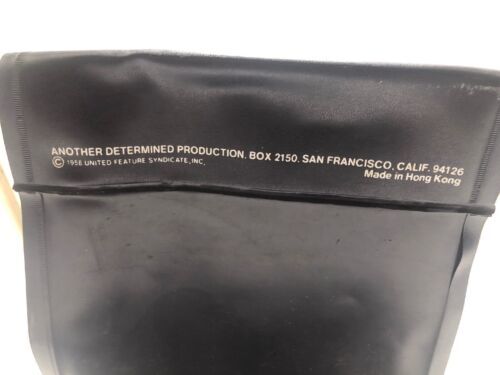 ANOTHER DETERMINED PRODUCTION. BOX 2150. SAN FRANCISCO. CALIF. 94126
© 1958 UNITED FEATURE SYNDICATE, INC.
Made in Hong Kong